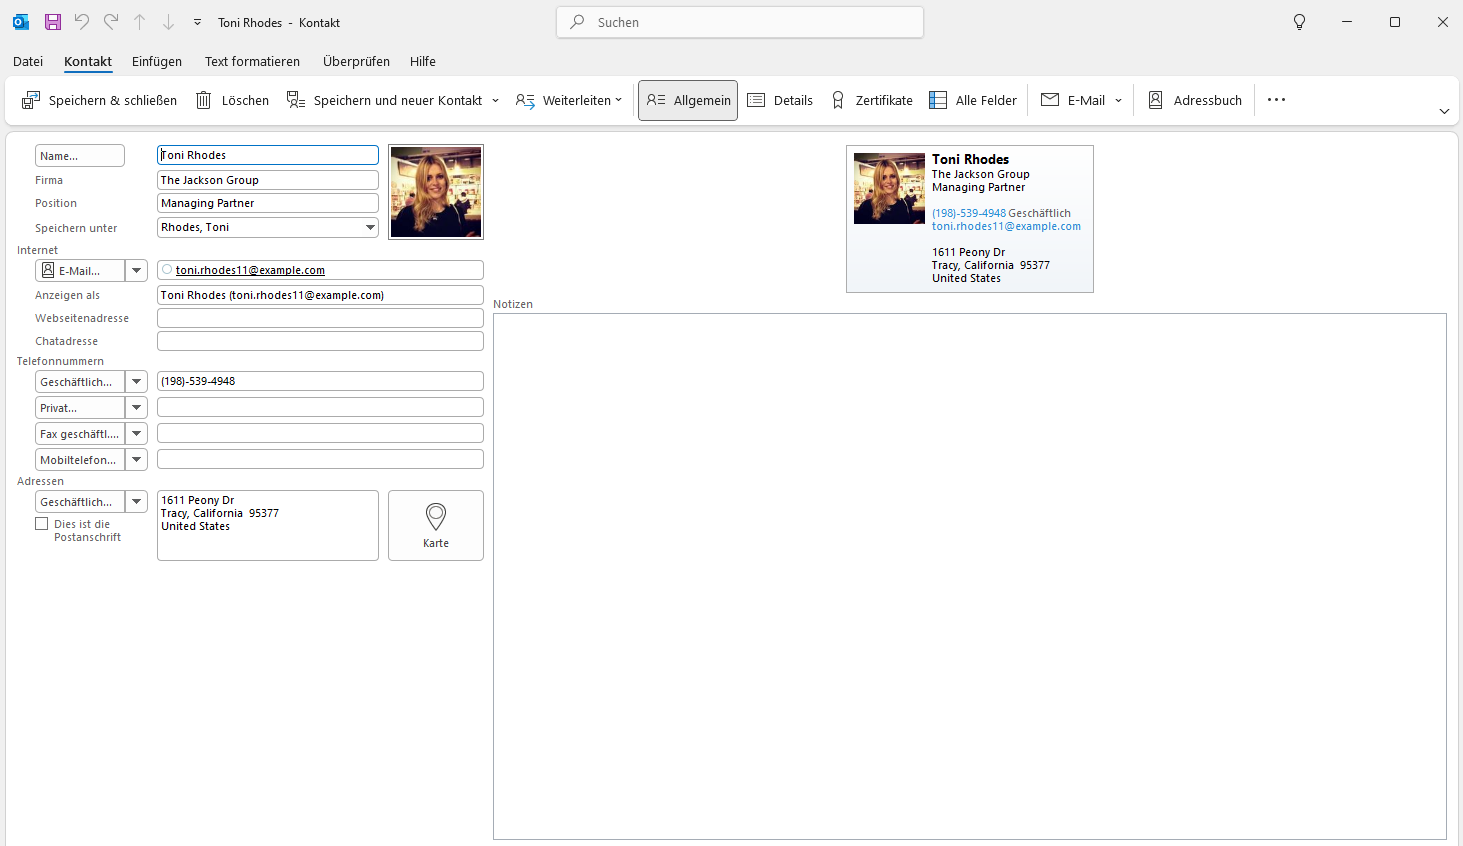 Toni Rhodes - Kontakt
Suchen
Datei
Kontakt
Einfügen
Text formatieren
Überprüfen
Hilfe
Speichern & schließen
Löschen
Speichern und neuer Kontakt
Weiterleiten
Allgemein
Details
Zertifikate
Alle Felder
E-Mail
Adressbuch
Name...
Toni Rhodes
Firma
The Jackson Group
Position
Managing Partner
Speichern unter
Rhodes, Toni
Internet
E-Mail...
toni.rhodes11@example.com
Anzeigen als
Toni Rhodes (toni.rhodes11@example.com)
Webseitenadresse
Chatadresse
Telefonnummern
Geschäftlich...
(198)-539-4948
Privat...
Fax geschäftl....
Mobiltelefon...
Adressen
Geschäftlich...
1611 Peony Dr
Tracy, California 95377
United States
Dies ist die
Postanschrift
Karte
Toni Rhodes
The Jackson Group
Managing Partner
(198)-539-4948 Geschäftlich
toni.rhodes11@example.com
1611 Peony Dr
Tracy, California 95377
United States
Notizen